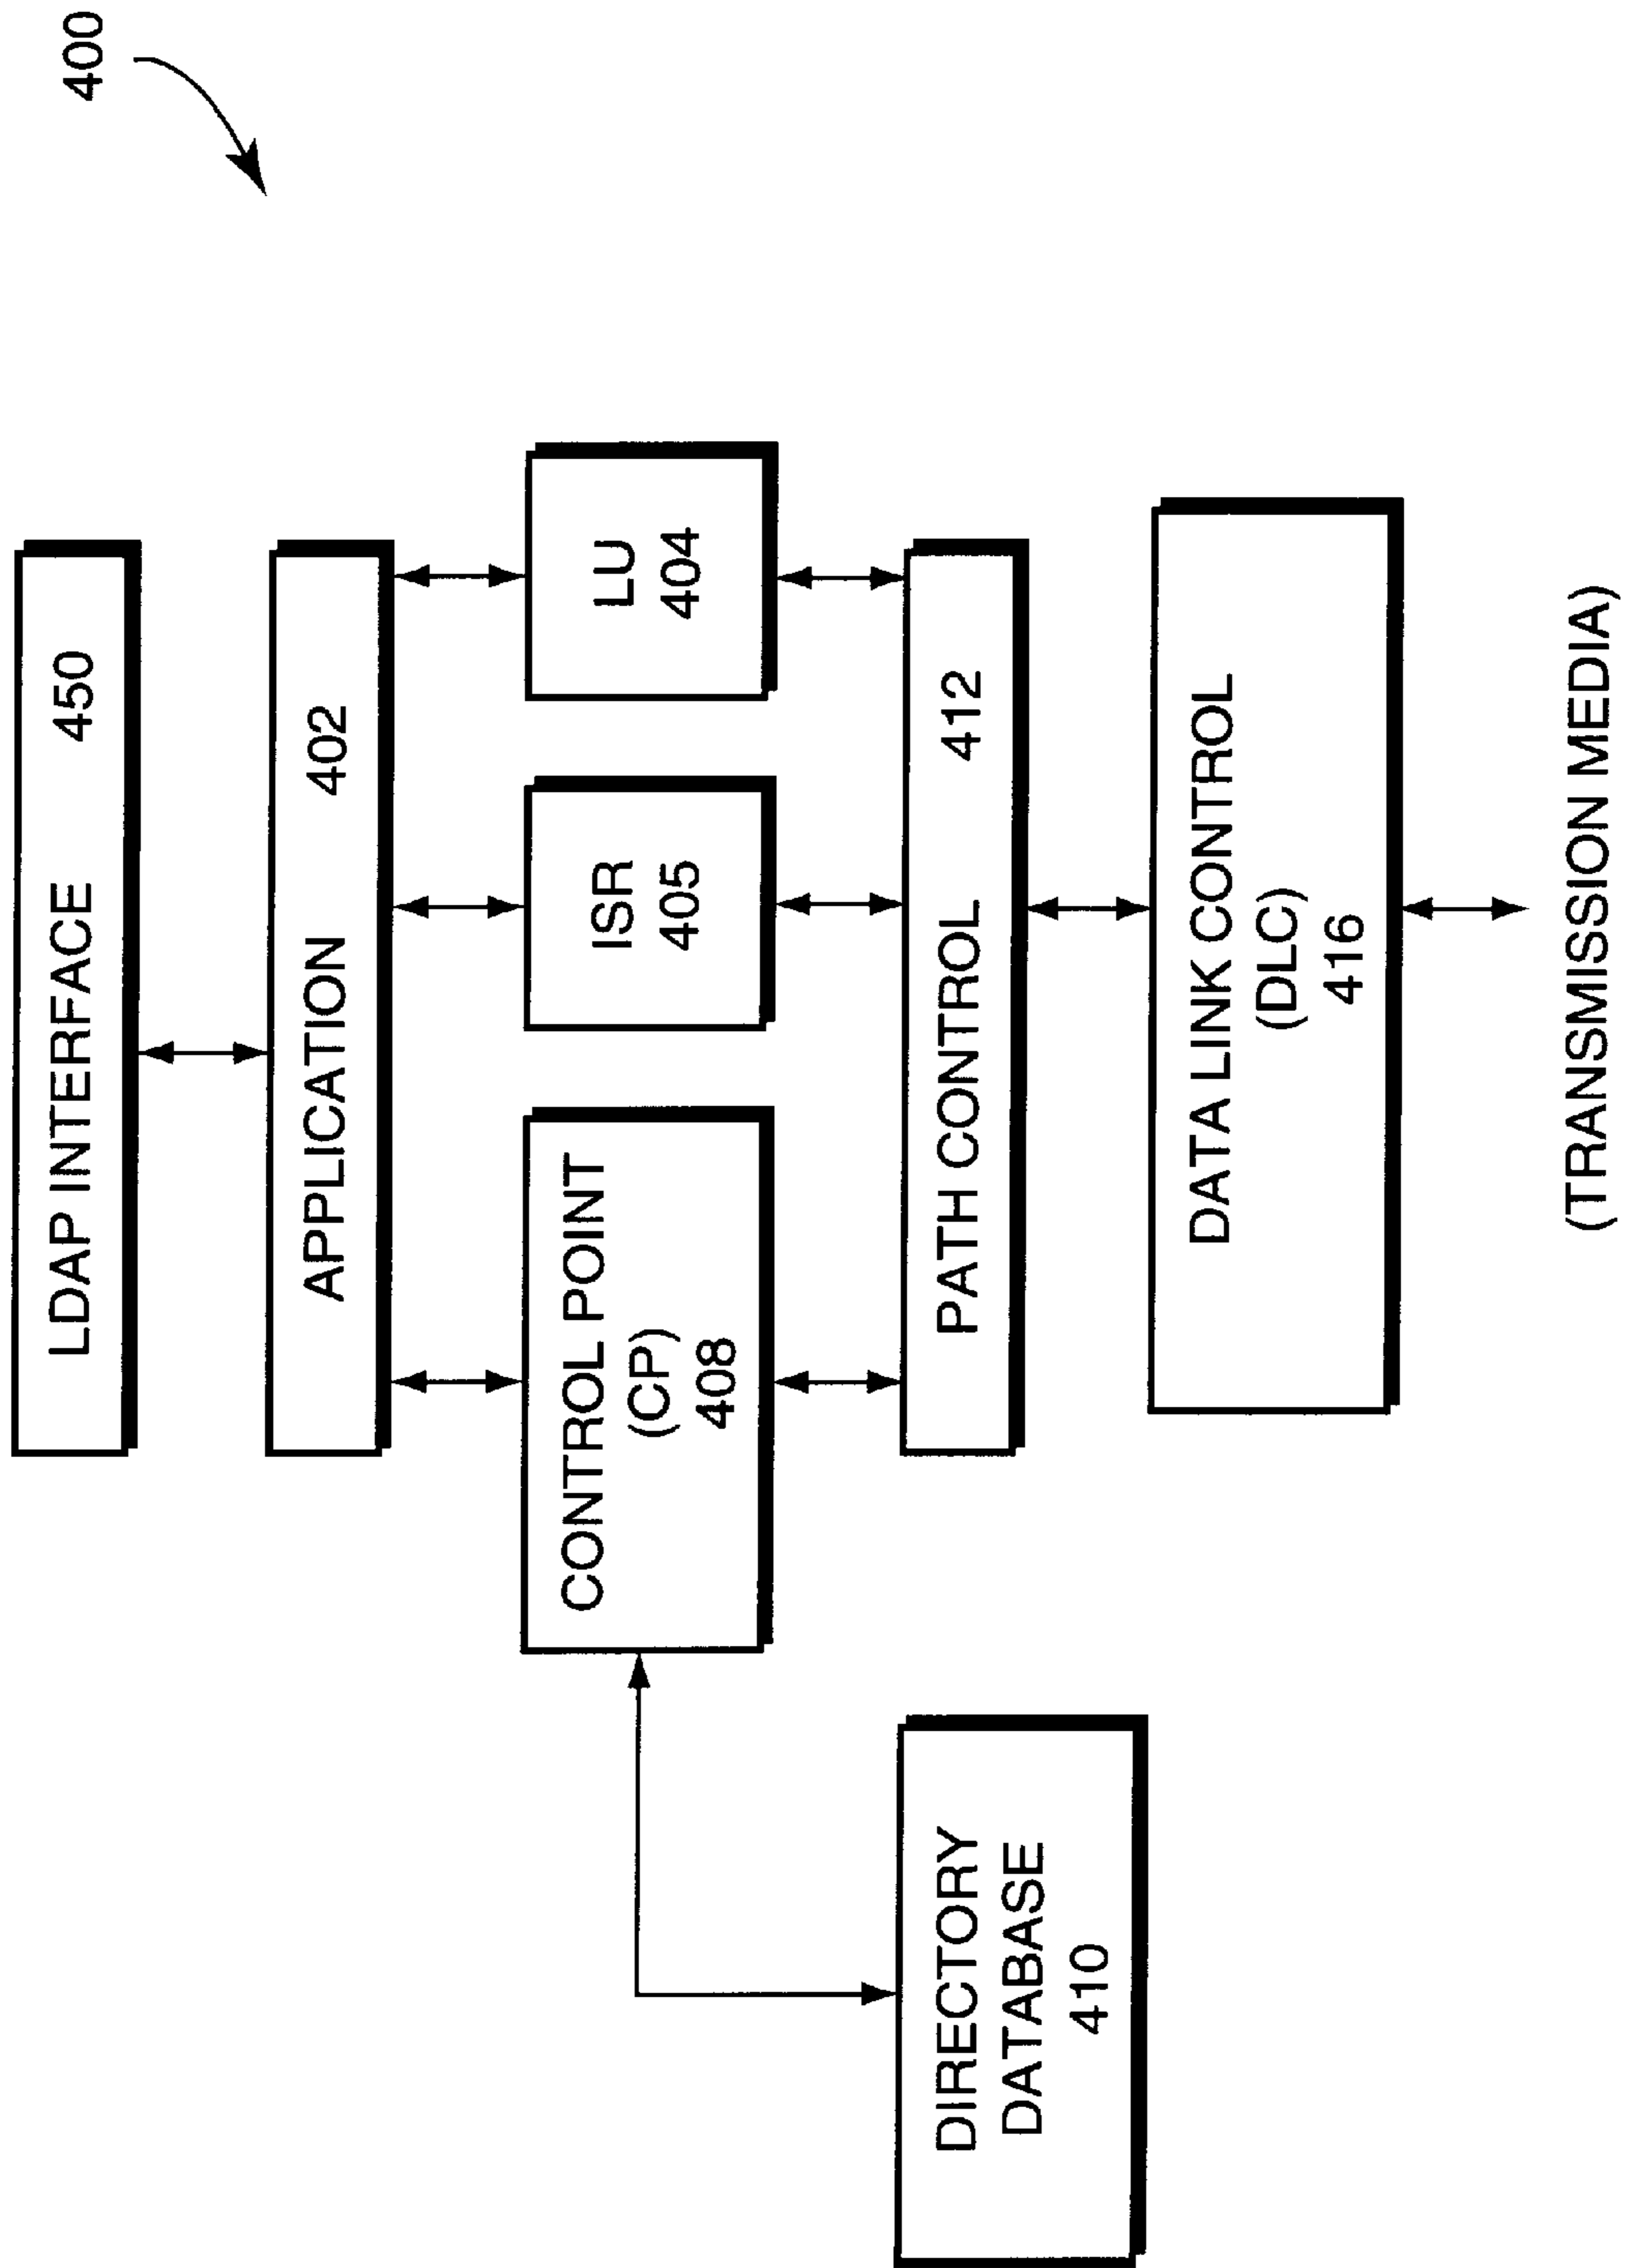 400
LDAP INTERFACE 450
APPLICATION 402
CONTROL POINT
(CP)
408
ISR
405
LU
404
DIRECTORY
DATABASE
410
PATH CONTROL 412
DATA LINK CONTROL
(DLC)
416
(TRANSMISSION MEDIA)